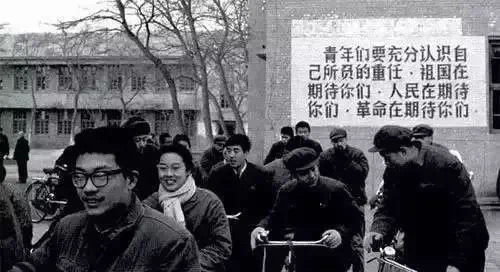 青年们要充分认识自
己所负的重任·祖国在
期待你们·人民在期待
你们·革命在期待你们·